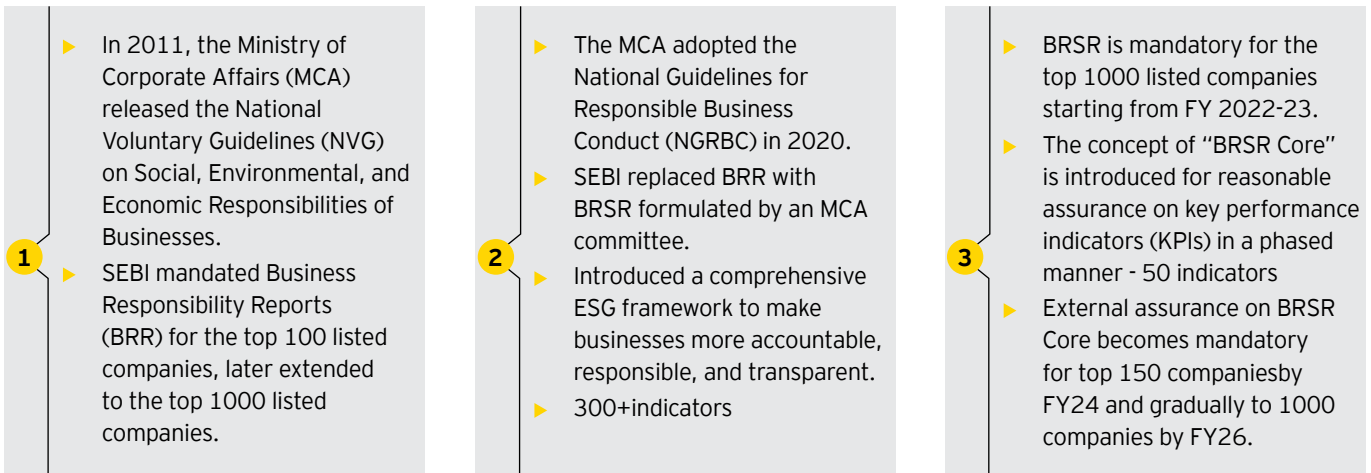 1
In 2011, the Ministry of
Corporate Affairs (MCA)
released the National
Voluntary Guidelines (NVG)
on Social, Environmental, and
Economic Responsibilities of
Businesses.
SEBI mandated Business
Responsibility Reports
(BRR) for the top 100 listed
companies, later extended
to the top 1000 listed
companies.
2
The MCA adopted the
National Guidelines for
Responsible Business
Conduct (NGRBC) in 2020.
SEBI replaced BRR with
BRSR formulated by an MCA
committee.
Introduced a comprehensive
ESG framework to make
businesses more accountable,
responsible, and transparent.
300+indicators
3
BRSR is mandatory for the
top 1000 listed companies
starting from FY 2022-23.
The concept of “BRSR Core”
is introduced for reasonable
assurance on key performance
indicators (KPIs) in a phased
manner - 50 indicators
External assurance on BRSR
Core becomes mandatory
for top 150 companiesby
FY24 and gradually to 1000
companies by FY26.